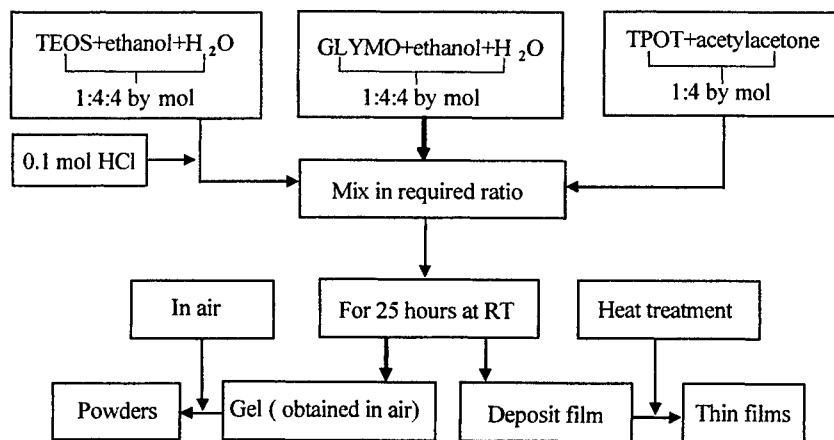 TEOS+ethanol+H2O
1:4:4 by mol
GLYMO+ethanol+H2O
1:4:4 by mol
TPOT+acetylacetone
1:4 by mol
0.1 mol HCl
Mix in required ratio
In air
For 25 hours at RT
Heat treatment
Powders
Gel ( obtained in air)
Deposit film
Thin films